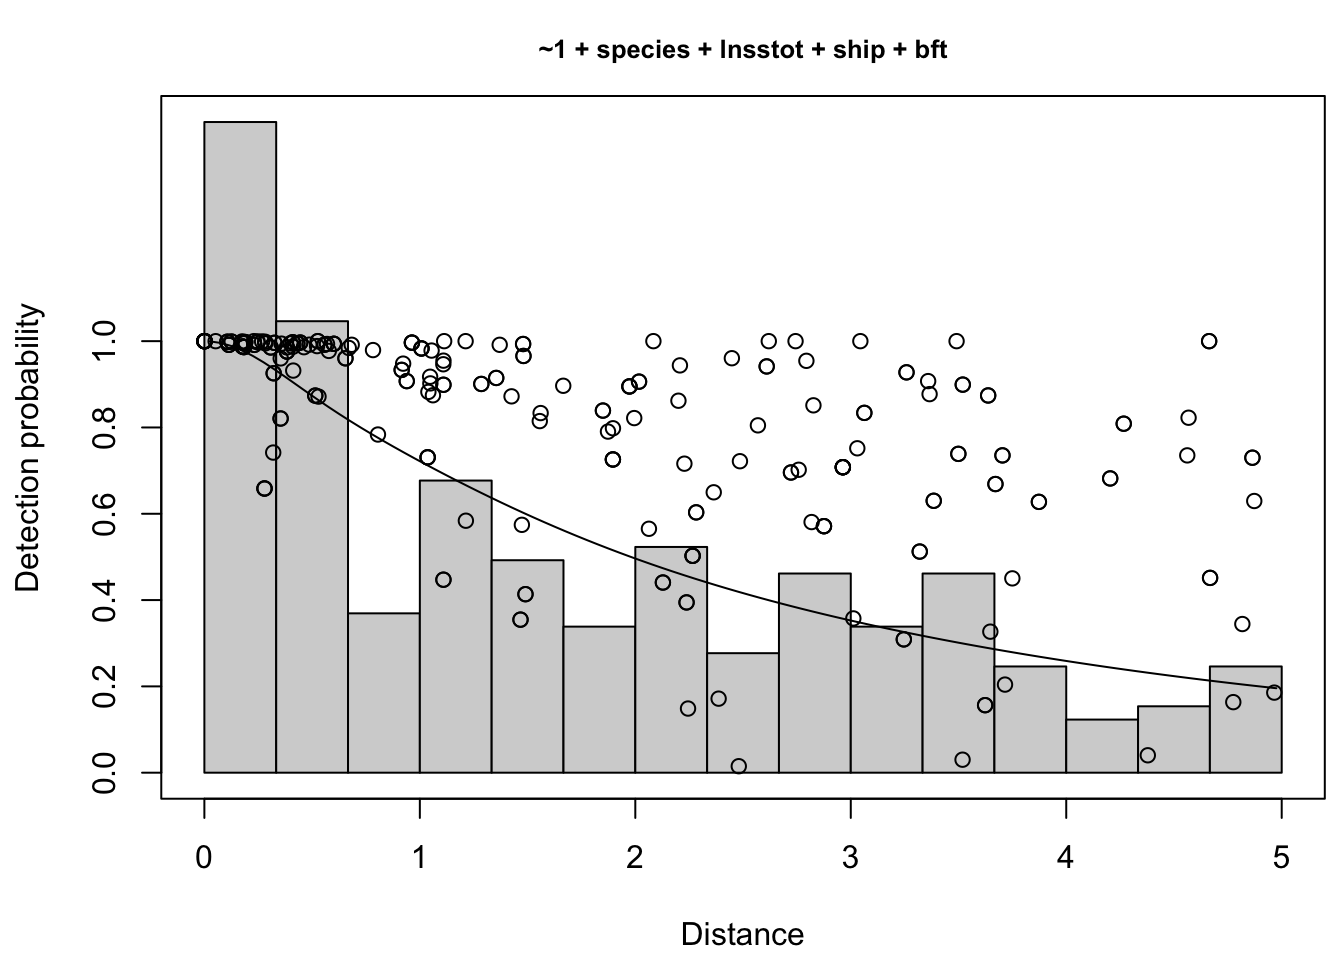 ~1 + species + lnsstot + ship + bft
Detection probability
1.0
0.8
0.6
0.4
0.2
0.0
0 1 2 3 4 5
Distance